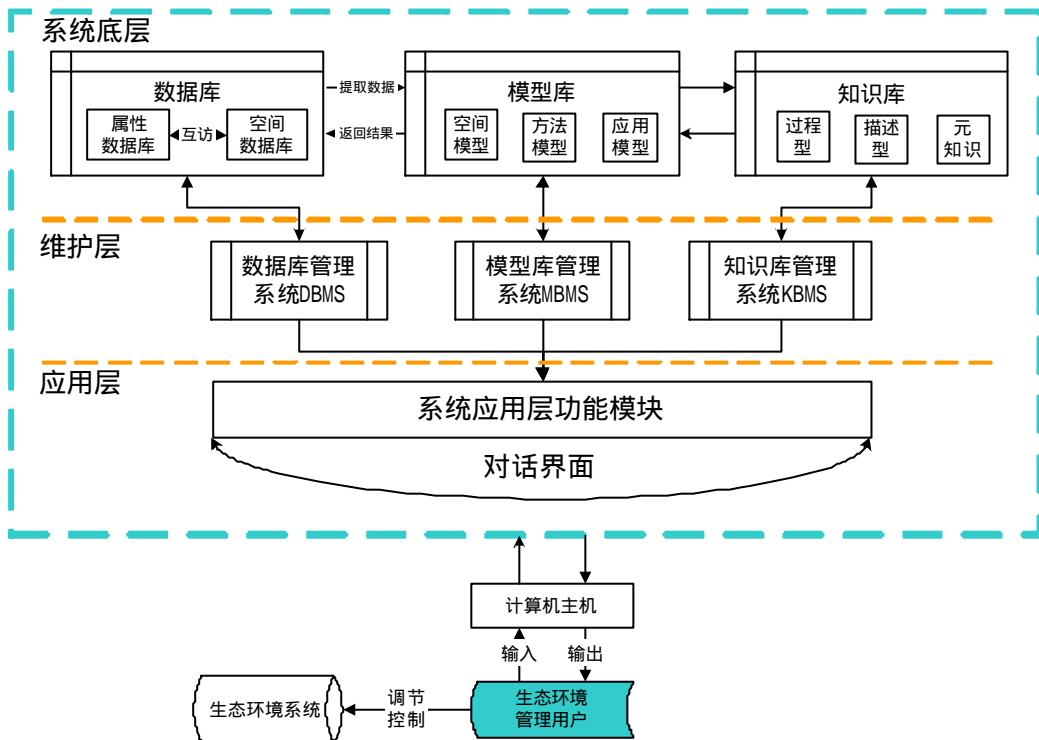 系统底层
数据库
提取数据
模型库
知识库
属性
数据库
互访
空间
数据库
返回结果
空间
模型
方法
模型
应用
模型
过程
型
描述
型
元
知识
维护层
数据库管理
系统DBMS
模型库管理
系统MBMS
知识库管理
系统KBMS
应用层
系统应用层功能模块
对话界面
计算机主机
输入
输出
生态环境系统
调节
控制
生态环境
管理用户